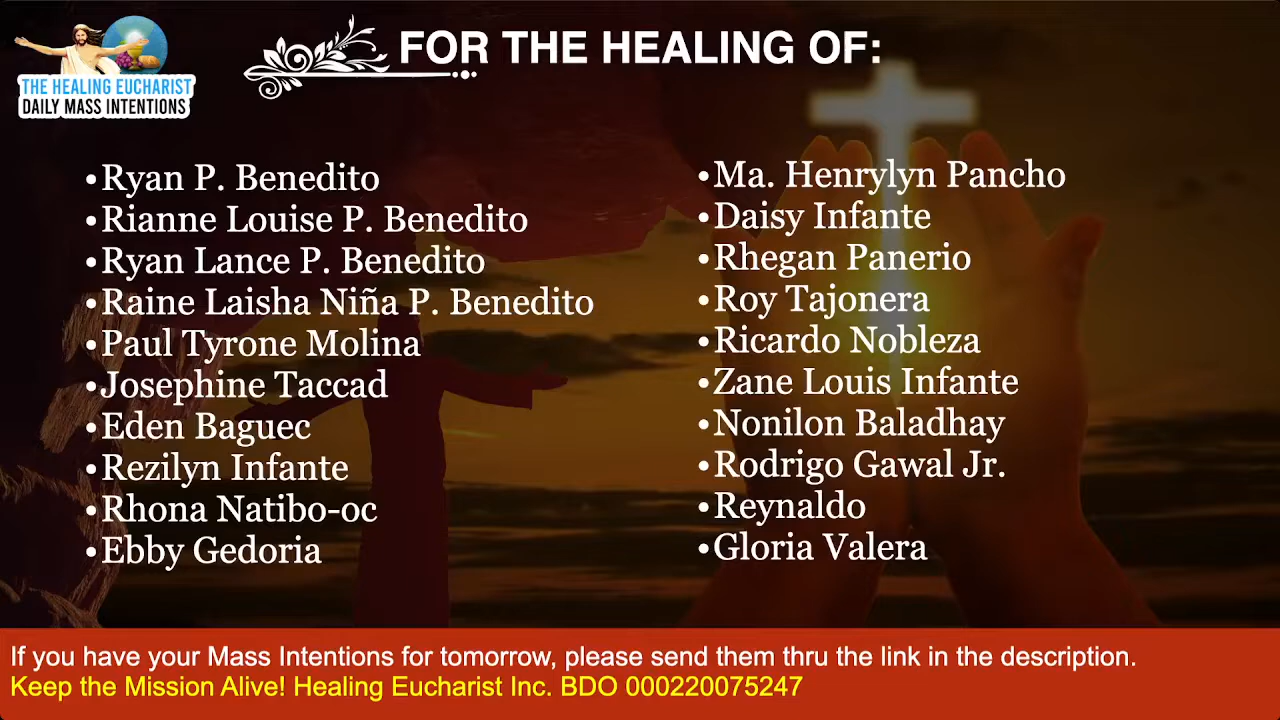 THE HEALING EUCHARIST
DAILY MASS INTENTIONS
FOR THE HEALING OF:
•Ryan P. Benedito
•Rianne Louise P. Benedito
•Ryan Lance P. Benedito
•Raine Laisha Niña P. Benedito
•Paul Tyrone Molina
•Josephine Taccad
•Eden Baguec
•Rezilyn Infante
•Rhona Natibo-oc
•Ebby Gedoria
•Ma. Henrylyn Pancho
•Daisy Infante
•Rhegan Panerio
•Roy Tajonera
•Ricardo Nobleza
•Zane Louis Infante
•Nonilon Baladhay
•Rodrigo Gawal Jr.
•Reynaldo
•Gloria Valera
If you have your Mass Intentions for tomorrow, please send them thru the link in the description.
Keep the Mission Alive! Healing Eucharist Inc. BDO 000220075247